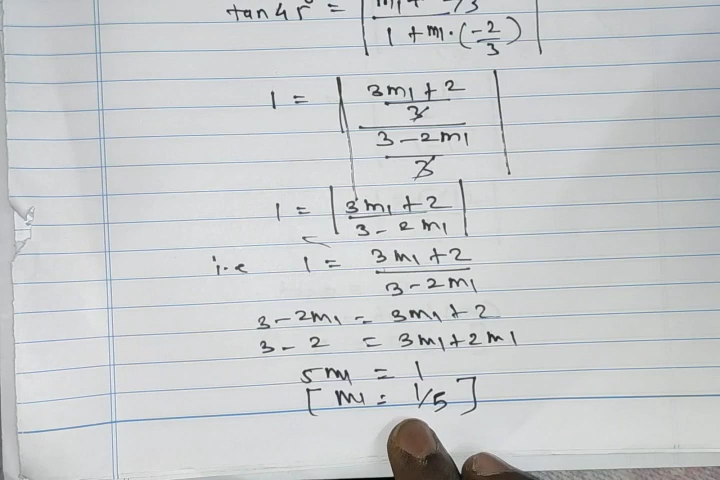 tan45° = | m1 + 2/3
1 + m1·(-2/3) |
1 = | 3m1 + 2
3
3 - 2m1
3 |
1 = | 3m1 + 2
3 - 2m1 |
i.e 1 = 3m1 + 2
3 - 2m1
3 - 2m1 = 3m1 + 2
3 - 2 = 3m1 + 2m1
5m1 = 1
[ m1 = 1/5 ]